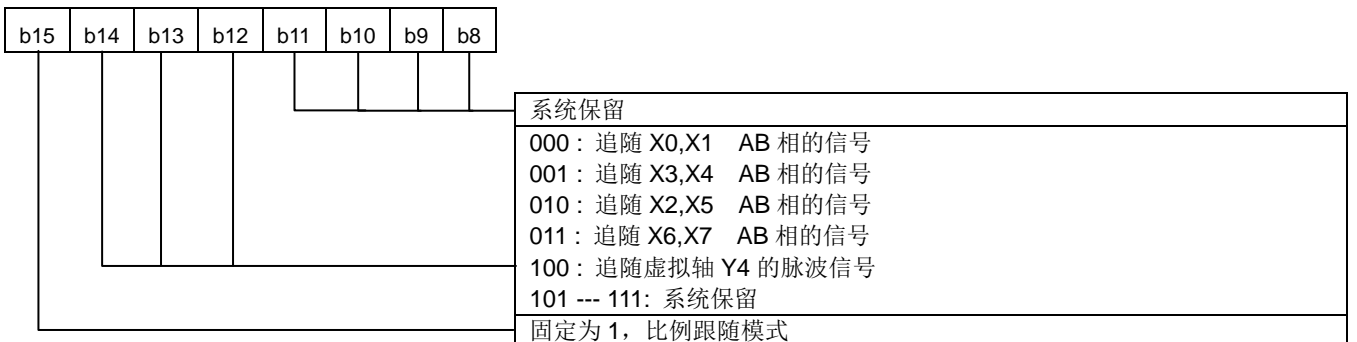 b15 b14 b13 b12 b11 b10 b9 b8
系统保留
000 : 追随 X0,X1 AB 相的信号
001 : 追随 X3,X4 AB 相的信号
010 : 追随 X2,X5 AB 相的信号
011 : 追随 X6,X7 AB 相的信号
100 : 追随虚拟轴 Y4 的脉波信号
101 --- 111: 系统保留
固定为 1，比例跟随模式